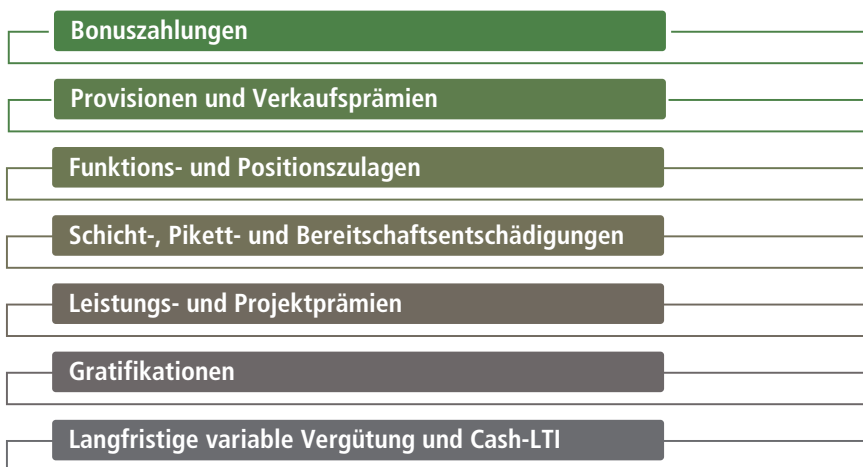 Bonuszahlungen
Provisionen und Verkaufsprämien
Funktions- und Positionszulagen
Schicht-, Pikett- und Bereitschaftsentschädigungen
Leistungs- und Projektprämien
Gratifikationen
Langfristige variable Vergütung und Cash-LTI